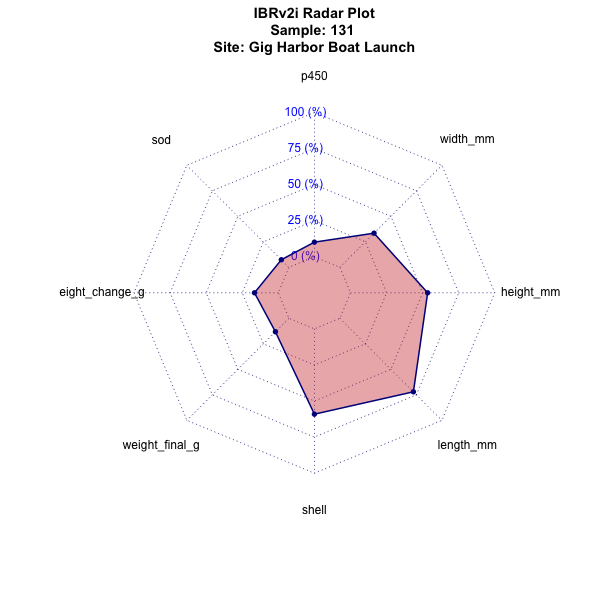 IBRv2i Radar Plot
Sample: 131
Site: Gig Harbor Boat Launch
p450
100 (%)
sod
width_mm
75 (%)
50 (%)
25 (%)
0 (%)
eight_change_g
height_mm
weight_final_g
length_mm
shell